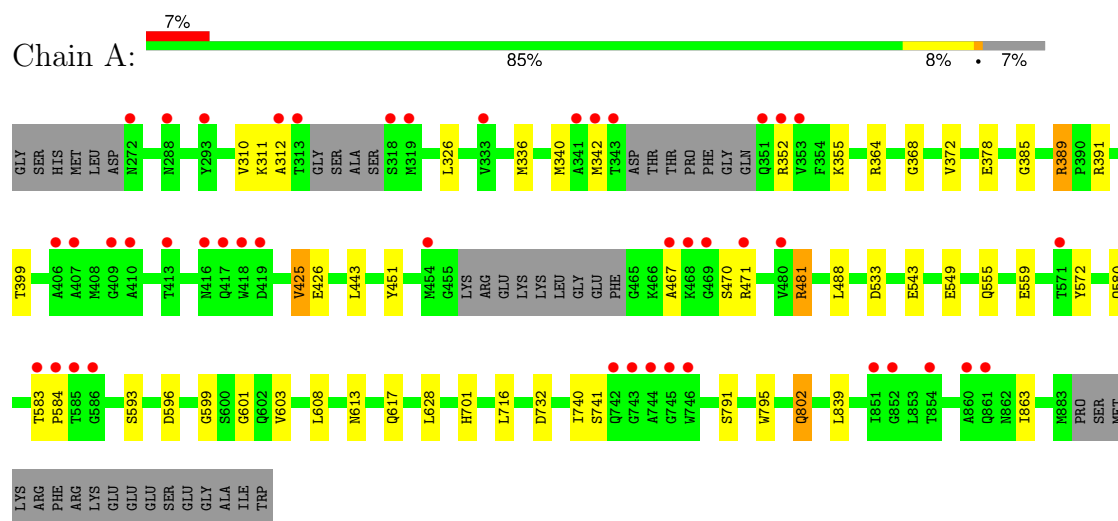 7%
Chain A:
85% 8% • 7%
GLY SER HIS MET LEU ASP N272 N288 Y293 V310 K311 A312 T313 GLY SER ALA SER S318 M319 L326 V333 M336 M340 A341 M342 T343 ASP THR THR PRO PHE GLY GLN Q351 R352 V353 F354 K355 R364 G368 V372 E378 G385 R389 P390 R391
T399 A406 A407 M408 G409 A410 T413 N416 Q417 W418 D419 V425 E426 L443 Y451 M454 G455 LYS ARG GLU LYS LYS LEU GLY GLU PHE G465 K466 A467 K468 G469 S470 R471 V480 R481 L488 D533 E543 E549 Q555 E559 T571 Y572 Q580
T583 P584 T585 G586 S593 D596 G599 S600 G601 Q602 V603 L608 N613 Q617 L628 H701 L716 D732 I740 S741 Q742 G743 A744 G745 W746 S791 W795 Q802 L839 I851 G852 L853 T854 A860 Q861 N862 I863 M883 PRO SER MET
LYS ARG PHE ARG LYS GLU GLU GLU SER GLU GLY ALA ILE TRP